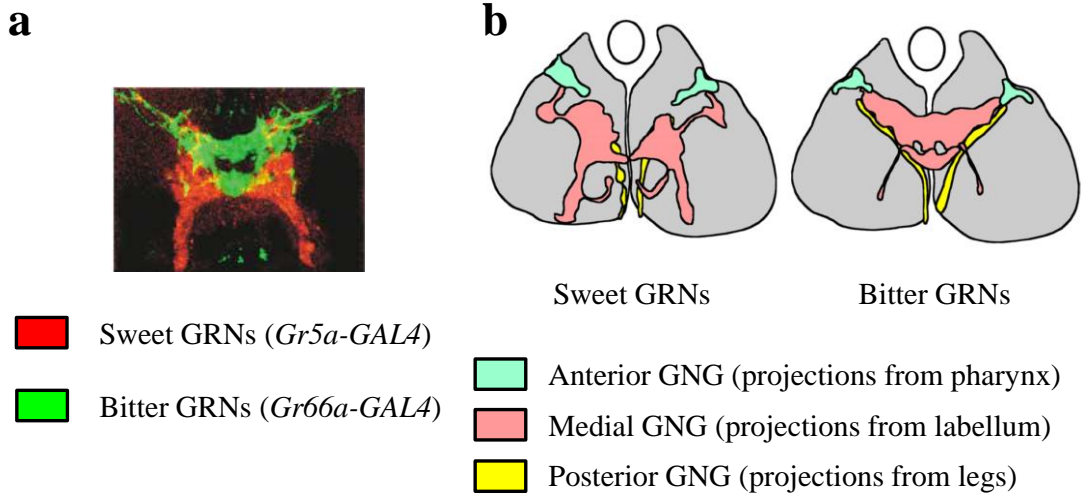 a
b
Sweet GRNs
Bitter GRNs
Sweet GRNs (Gr5a-GAL4)
Bitter GRNs (Gr66a-GAL4)
Anterior GNG (projections from pharynx)
Medial GNG (projections from labellum)
Posterior GNG (projections from legs)